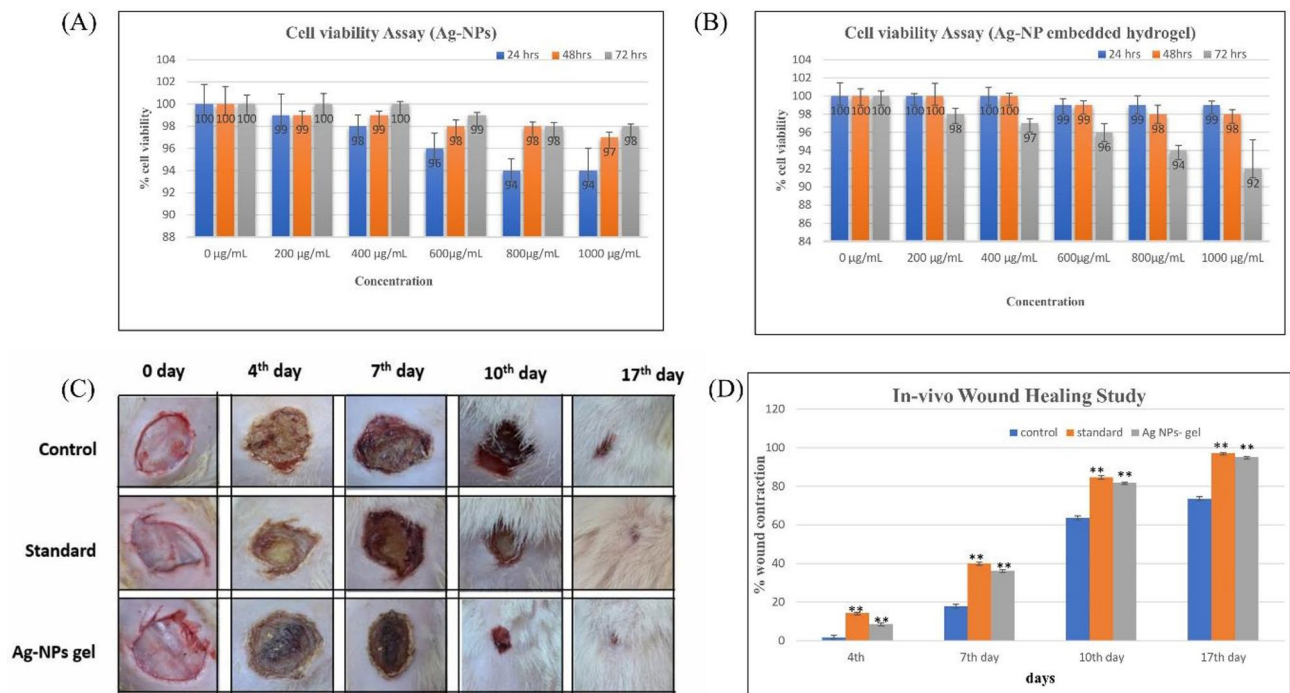 (A)
Cell viability Assay (Ag-NPs)
24 hrs 48hrs 72 hrs
% cell viability
104
102
100
98
96
94
92
90
88
100 100 100
99 99 100
98 99 100
96 98 99
94 98 98
94 97 98
0 µg/mL 200 µg/mL 400 µg/mL 600µg/mL 800µg/mL 1000 µg/mL
Concentration
(B)
Cell viability Assay (Ag-NP embedded hydrogel)
24 hrs 48 hrs 72 hrs
% cell viability
104
102
100
98
96
94
92
90
88
86
84
100 100 100
100 100 98
100 100 97
99 99 96
99 98 94
99 98 92
0 µg/mL 200 µg/mL 400 µg/mL 600µg/mL 800µg/mL 1000 µg/mL
Concentration
(C)
0 day 4th day 7th day 10th day 17th day
Control
Standard
Ag-NPs gel
(D)
In-vivo Wound Healing Study
control standard Ag NPs- gel
% wound contraction
120
100
80
60
40
20
0
** **
** **
** **
** **
4th 7th day 10th day 17th day
days